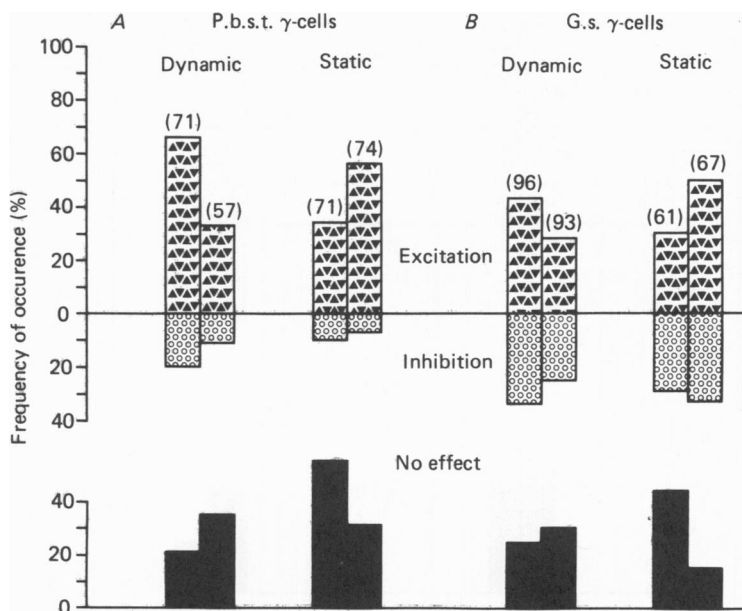 A P.b.s.t. γ-cells B G.s. γ-cells
100
Dynamic Static Dynamic Static
80
(71) (74) (96) (93) (67)
60
(57) (71) (61)
40
Excitation
20
0
Inhibition
20
40
No effect
40
20
0
Frequency of occurence (%)